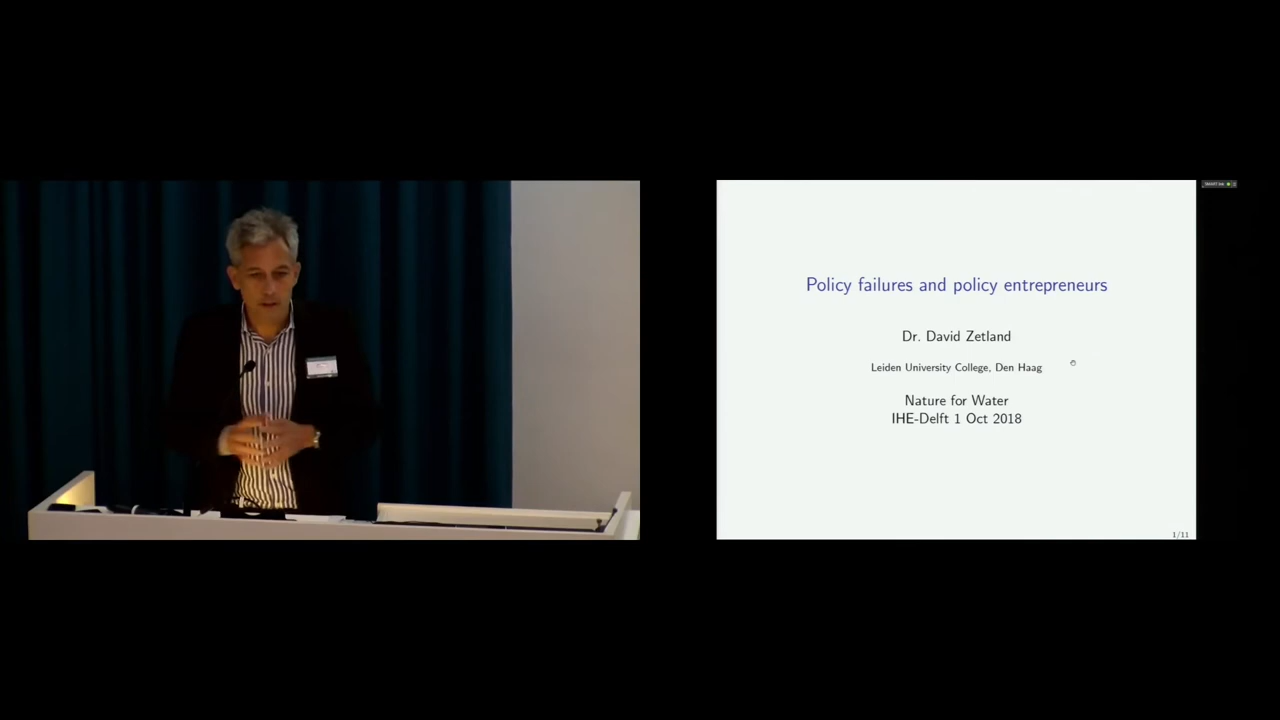 Policy failures and policy entrepreneurs
Dr. David Zetland
Leiden University College, Den Haag
Nature for Water
IHE-Delft 1 Oct 2018
1/11